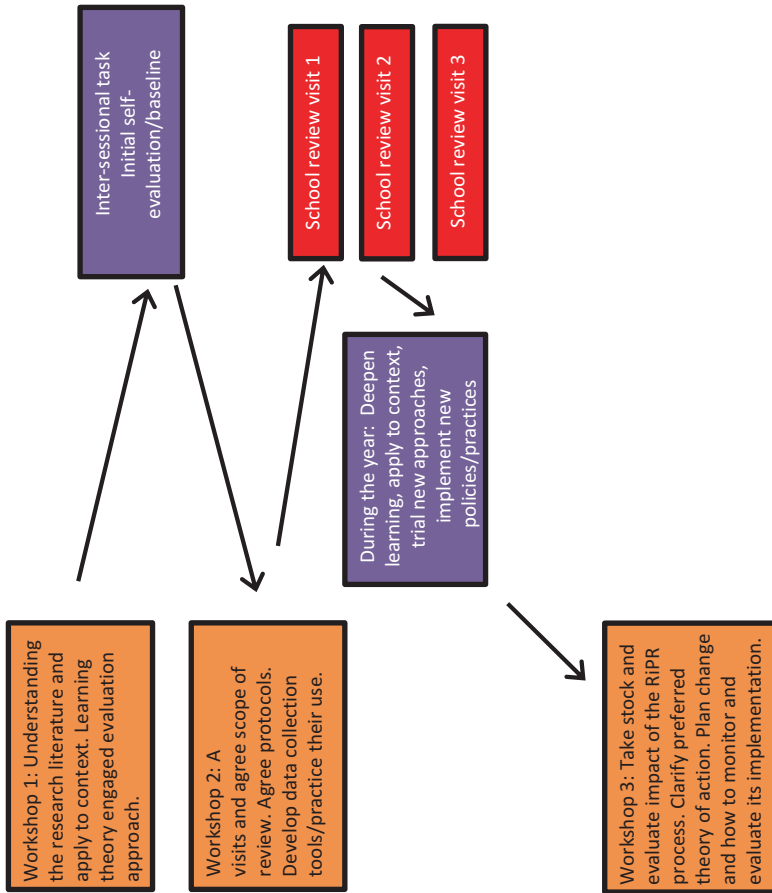 Workshop 1: Understanding
the research literature and
apply to context. Learning
theory engaged evaluation
approach.
Inter-sessional task
Initial self-
evaluation/baseline
Workshop 2: A
visits and agree scope of
review. Agree protocols.
Develop data collection
tools/practice their use.
School review visit 1
School review visit 2
School review visit 3
During the year: Deepen
learning, apply to context,
trial new approaches,
implement new
policies/practices
Workshop 3: Take stock and
evaluate impact of the RiPR
process. Clarify preferred
theory of action. Plan change
and how to monitor and
evaluate its implementation.